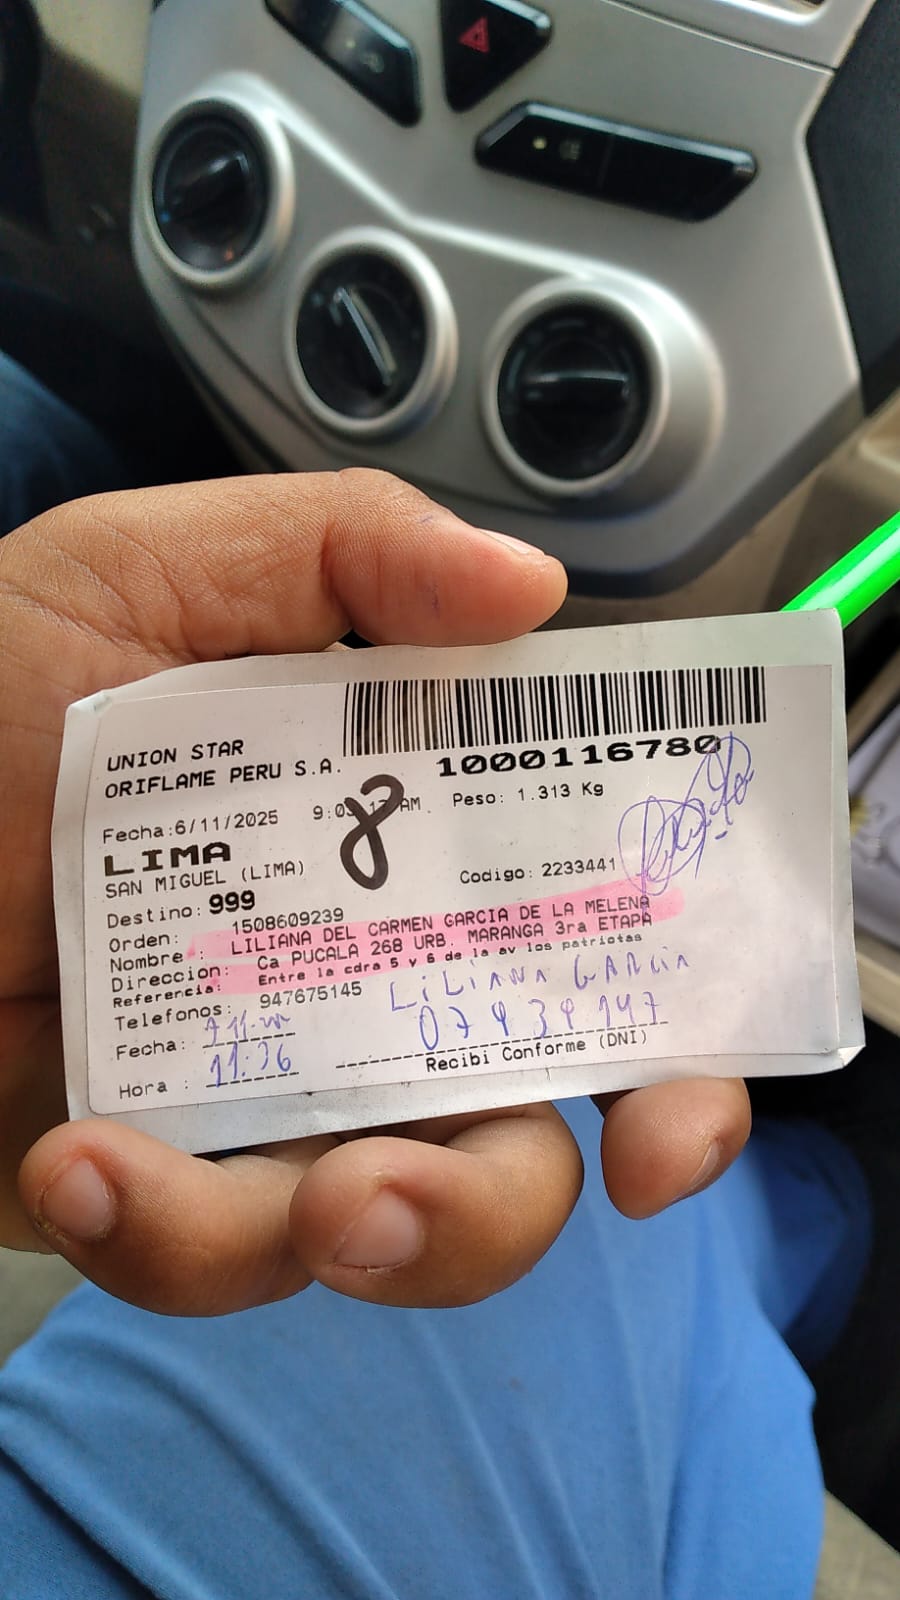 UNION STAR
ORIFLAME PERU S.A.
1000116780
Fecha:6/11/2025 AM Peso: 1.313 Kg
8
LIMA
SAN MIGUEL (LIMA)
Codigo: 2233441
Destino: 999
Orden: 1508609239
Nombre : LILIANA DEL CARMEN GARCIA DE LA MELENA
Direccion: Ca PUCALA 268 URB. MARANGA 3ra ETAPA
Referencia: Entre la cdra 5 y 6 de la av los patriotas
Telefonos: 947675145
LiLiANA GARCiA
Fecha:
Hora : 11:36
Recibi Conforme (DNI)